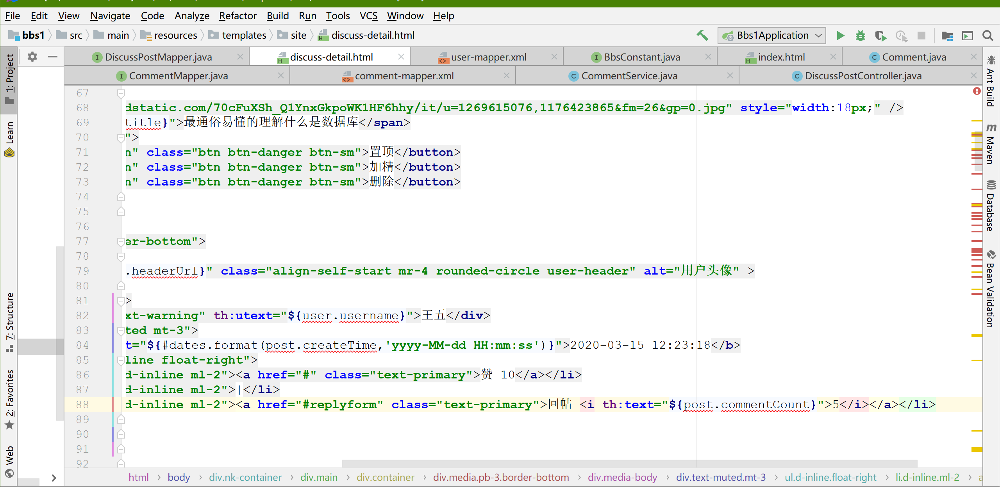 File Edit View Navigate Code Analyze Refactor Build Run Tools VCS Window Help
bbs1 src main resources templates site discuss-detail.html Bbs1Application
DiscussPostMapper.java discuss-detail.html user-mapper.xml BbsConstant.java index.html Comment.java
CommentMapper.java comment-mapper.xml CommentService.java DiscussPostController.java
1: Project
Learn
7: Structure
2: Favorites
Web
67
68 dstatic.com/70cFuXSh_Q1YnxGkpoWK1HF6hhy/it/u=1269615076,1176423865&fm=26&gp=0.jpg" style="width:18px;" />
69 title}">最通俗易懂的理解什么是数据库</span>
70 ">
71 n" class="btn btn-danger btn-sm">置顶</button>
72 n" class="btn btn-danger btn-sm">加精</button>
73 n" class="btn btn-danger btn-sm">删除</button>
74
75
76
77 er-bottom">
78
79 .headerUrl}" class="align-self-start mr-4 rounded-circle user-header" alt="用户头像" >
80
81 >
82 xt-warning" th:utext="${user.username}">王五</div>
83 ted mt-3">
84 t="${#dates.format(post.createTime,'yyyy-MM-dd HH:mm:ss')}">2020-03-15 12:23:18</b>
85 line float-right">
86 d-inline ml-2"><a href="#" class="text-primary">赞 10</a></li>
87 d-inline ml-2">|</li>
88 d-inline ml-2"><a href="#replyform" class="text-primary">回帖 <i th:text="${post.commentCount}">5</i></a></li>
89
90
91
92
html body div.nk-container div.main div.container div.media.pb-3.border-bottom div.media-body div.text-muted.mt-3 ul.d-inline.float-right li.d-inline.ml-2 a
Ant Build
Maven
Database
Bean Validation